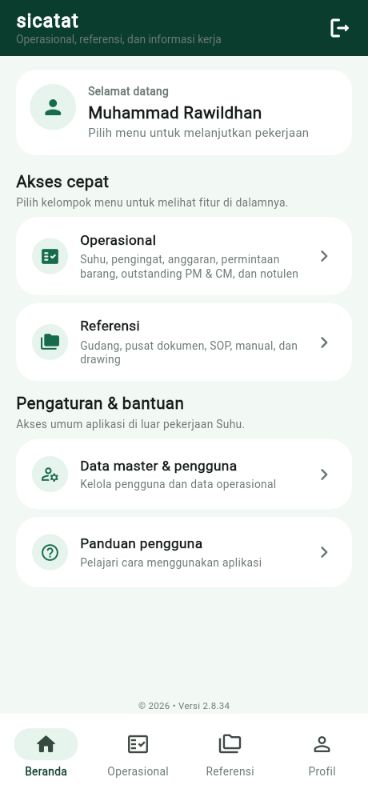 sicatat
Operasional, referensi, dan informasi kerja
Selamat datang
Muhammad Rawildhan
Pilih menu untuk melanjutkan pekerjaan
Akses cepat
Pilih kelompok menu untuk melihat fitur di dalamnya.
Operasional
Suhu, pengingat, anggaran, permintaan
barang, outstanding PM & CM, dan notulen
Referensi
Gudang, pusat dokumen, SOP, manual, dan
drawing
Pengaturan & bantuan
Akses umum aplikasi di luar pekerjaan Suhu.
Data master & pengguna
Kelola pengguna dan data operasional
Panduan pengguna
Pelajari cara menggunakan aplikasi
© 2026 • Versi 2.8.34
Beranda
Operasional
Referensi
Profil